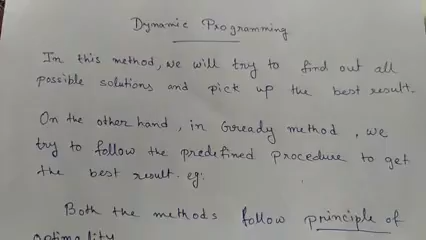 Dynamic Programming
In this method, we will try to find out all
possible solutions and pick up the best result.
On the other hand, in Gready method, we
try to follow the predefined procedure to get
the best result. eg:
Both the methods follow principle of
optimality